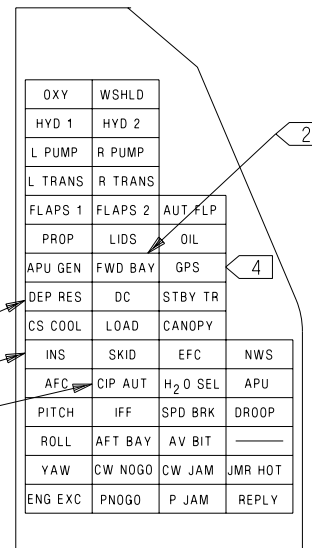 OXY WSHLD
HYD 1 HYD 2
2
L PUMP R PUMP
L TRANS R TRANS
FLAPS 1 FLAPS 2 AUT FLP
PROP LIDS OIL
APU GEN FWD BAY GPS 4
DEP RES DC STBY TR
CS COOL LOAD CANOPY
INS SKID EFC NWS
AFC CIP AUT H₂O SEL APU
PITCH IFF SPD BRK DROOP
ROLL AFT BAY AV BIT ———
YAW CW NOGO CW JAM JMR HOT
ENG EXC PNOGO P JAM REPLY